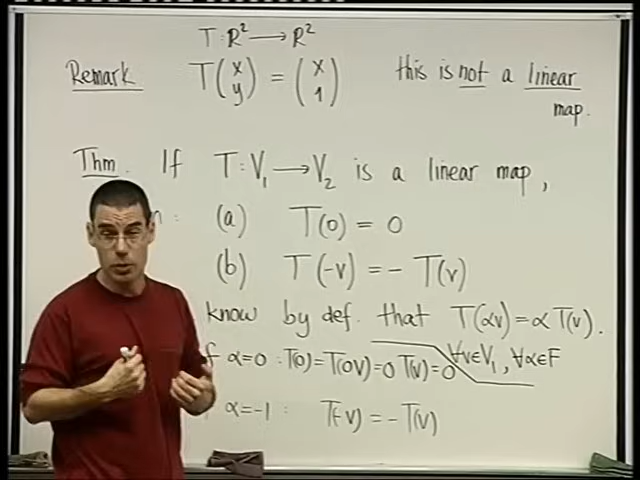 T: R² → R²
Remark T(x y) = (x 1) this is not a linear map.
Thm. If T: V₁ → V₂ is a linear map,
(a) T(0) = 0
(b) T(-v) = - T(v)
know by def. that T(αv) = α T(v).
α=0 : T(0) = T(0v) = 0 T(v) = 0 ∀v∈V₁, ∀α∈F
α=-1 : T(-v) = - T(v)